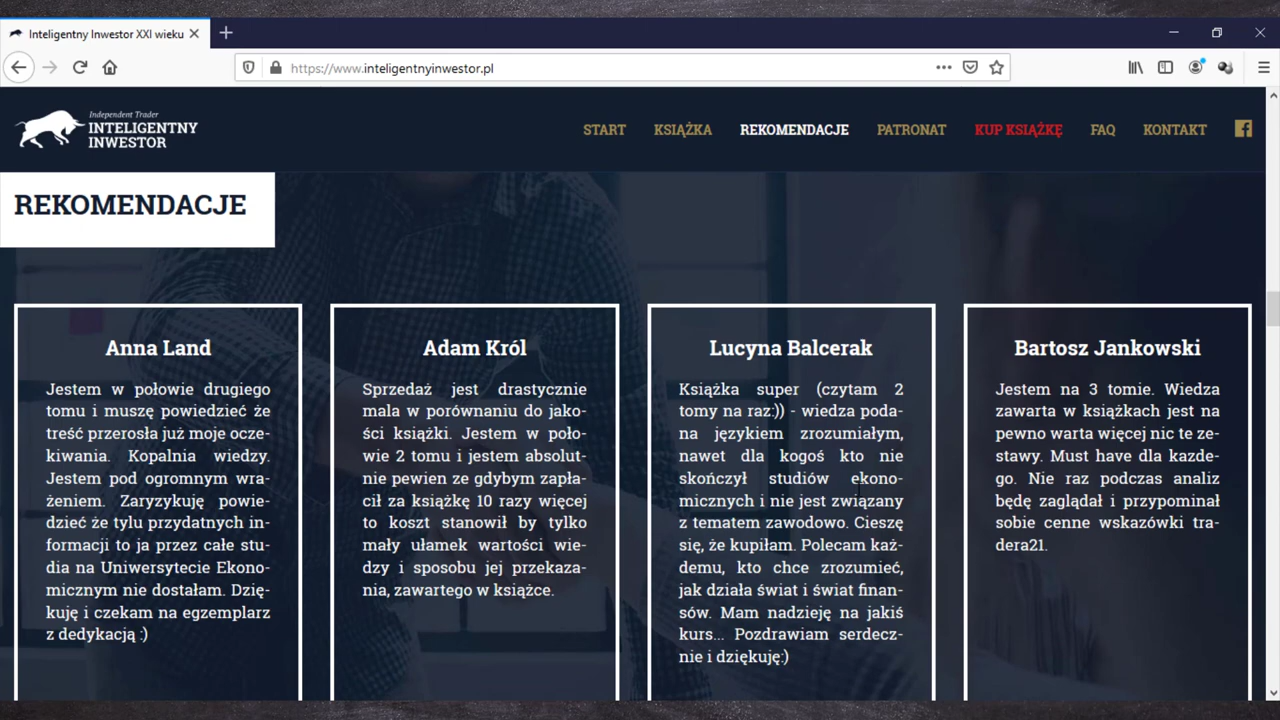 Inteligentny Inwestor XXI wieku
https://www.inteligentnyinwestor.pl
Independent Trader
INTELIGENTNY
INWESTOR
START KSIĄŻKA REKOMENDACJE PATRONAT KUP KSIĄŻKĘ FAQ KONTAKT
REKOMENDACJE
Anna Land
Jestem w połowie drugiego
tomu i muszę powiedzieć że
treść przerosła już moje ocze-
kiwania. Kopalnia wiedzy.
Jestem pod ogromnym wra-
żeniem. Zaryzykuję powie-
dzieć że tylu przydatnych in-
formacji to ja przez całe stu-
dia na Uniwersytecie Ekono-
micznym nie dostałam. Dzię-
kuję i czekam na egzemplarz
z dedykacją :)
Adam Król
Sprzedaż jest drastycznie
mala w porównaniu do jako-
ści książki. Jestem w poło-
wie 2 tomu i jestem absolut-
nie pewien ze gdybym zapła-
cił za książkę 10 razy więcej
to koszt stanowił by tylko
mały ułamek wartości wie-
dzy i sposobu jej przekaza-
nia, zawartego w książce.
Lucyna Balcerak
Książka super (czytam 2
tomy na raz:)) - wiedza poda-
na językiem zrozumiałym,
nawet dla kogoś kto nie
skończył studiów ekono-
micznych i nie jest związany
z tematem zawodowo. Cieszę
się, że kupiłam. Polecam każ-
demu, kto chce zrozumieć,
jak działa świat i świat finan-
sów. Mam nadzieję na jakiś
kurs... Pozdrawiam serdecz-
nie i dziękuję:)
Bartosz Jankowski
Jestem na 3 tomie. Wiedza
zawarta w książkach jest na
pewno warta więcej nic te ze-
stawy. Must have dla kazde-
go. Nie raz podczas analiz
będę zaglądał i przypominał
sobie cenne wskazówki tra-
dera21.